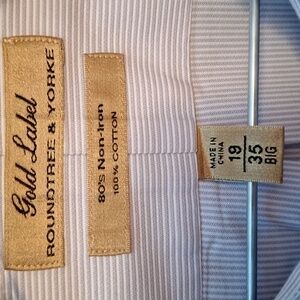 Gold Label
ROUNDTREE & YORKE
80'S Non-Iron
100% COTTON
MADE IN
CHINA
19
35
BIG